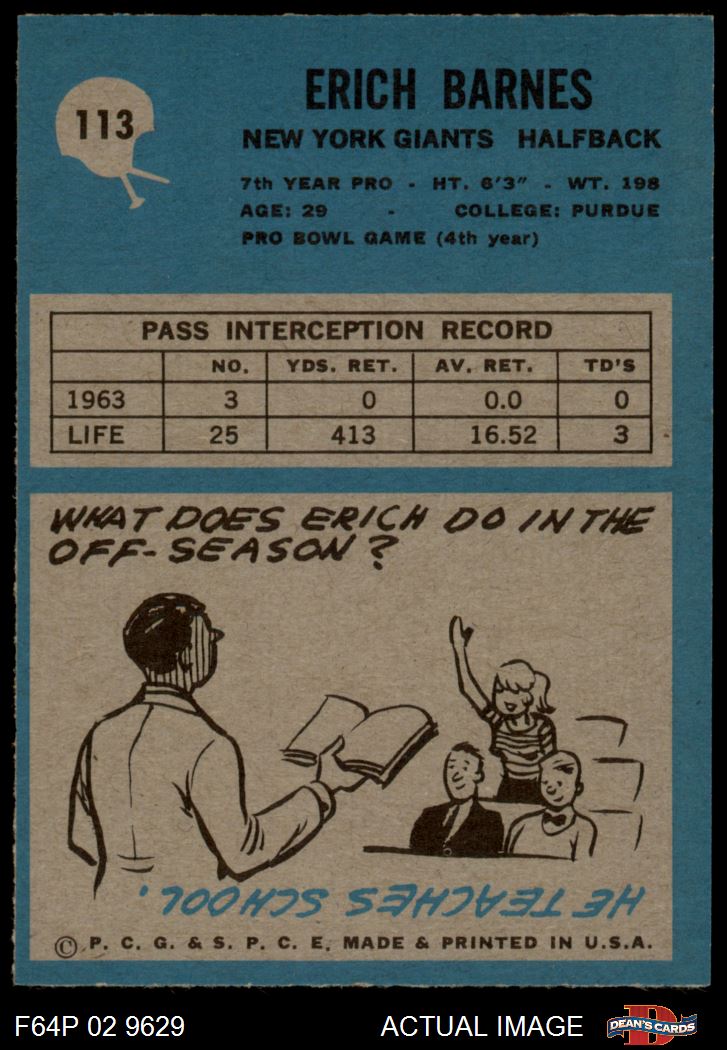 113
ERICH BARNES
NEW YORK GIANTS HALFBACK
7th YEAR PRO - HT. 6'3" - WT. 198
AGE: 29 - COLLEGE: PURDUE
PRO BOWL GAME (4th year)
PASS INTERCEPTION RECORD
NO. YDS. RET. AV. RET. TD'S
1963 3 0 0.0 0
LIFE 25 413 16.52 3
WHAT DOES ERICH DO IN THE
OFF-SEASON?
HE TEACHES SCHOOL.
© P. C. G. & S. P. C. E. MADE & PRINTED IN U.S.A.
F64P 02 9629 ACTUAL IMAGE
D
DEAN'S CARDS